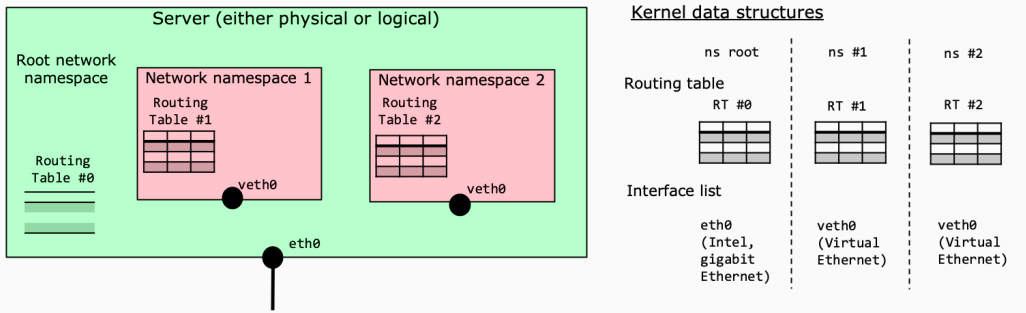 Server (either physical or logical)
Root network
namespace
Network namespace 1
Routing
Table #1
veth0
Network namespace 2
Routing
Table #2
veth0
Routing
Table #0
eth0
Kernel data structures
ns root
ns #1
ns #2
Routing table
RT #0
RT #1
RT #2
Interface list
eth0
(Intel,
gigabit
Ethernet)
veth0
(Virtual
Ethernet)
veth0
(Virtual
Ethernet)